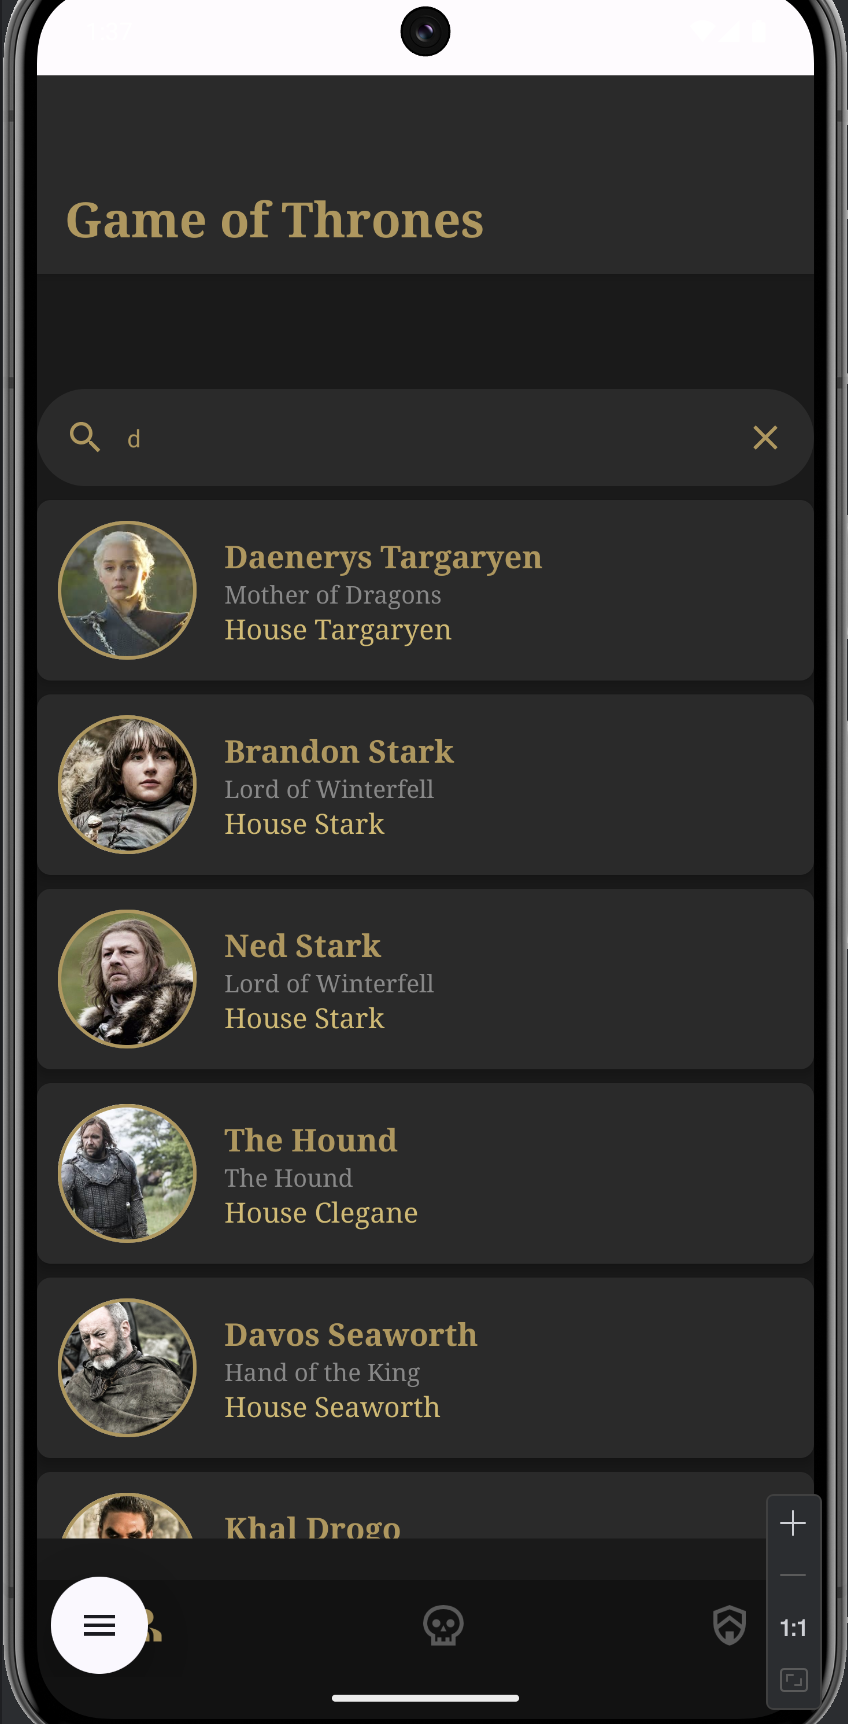 Game of Thrones
d
Daenerys Targaryen
Mother of Dragons
House Targaryen
Brandon Stark
Lord of Winterfell
House Stark
Ned Stark
Lord of Winterfell
House Stark
The Hound
The Hound
House Clegane
Davos Seaworth
Hand of the King
House Seaworth
Khal Drogo
1:1